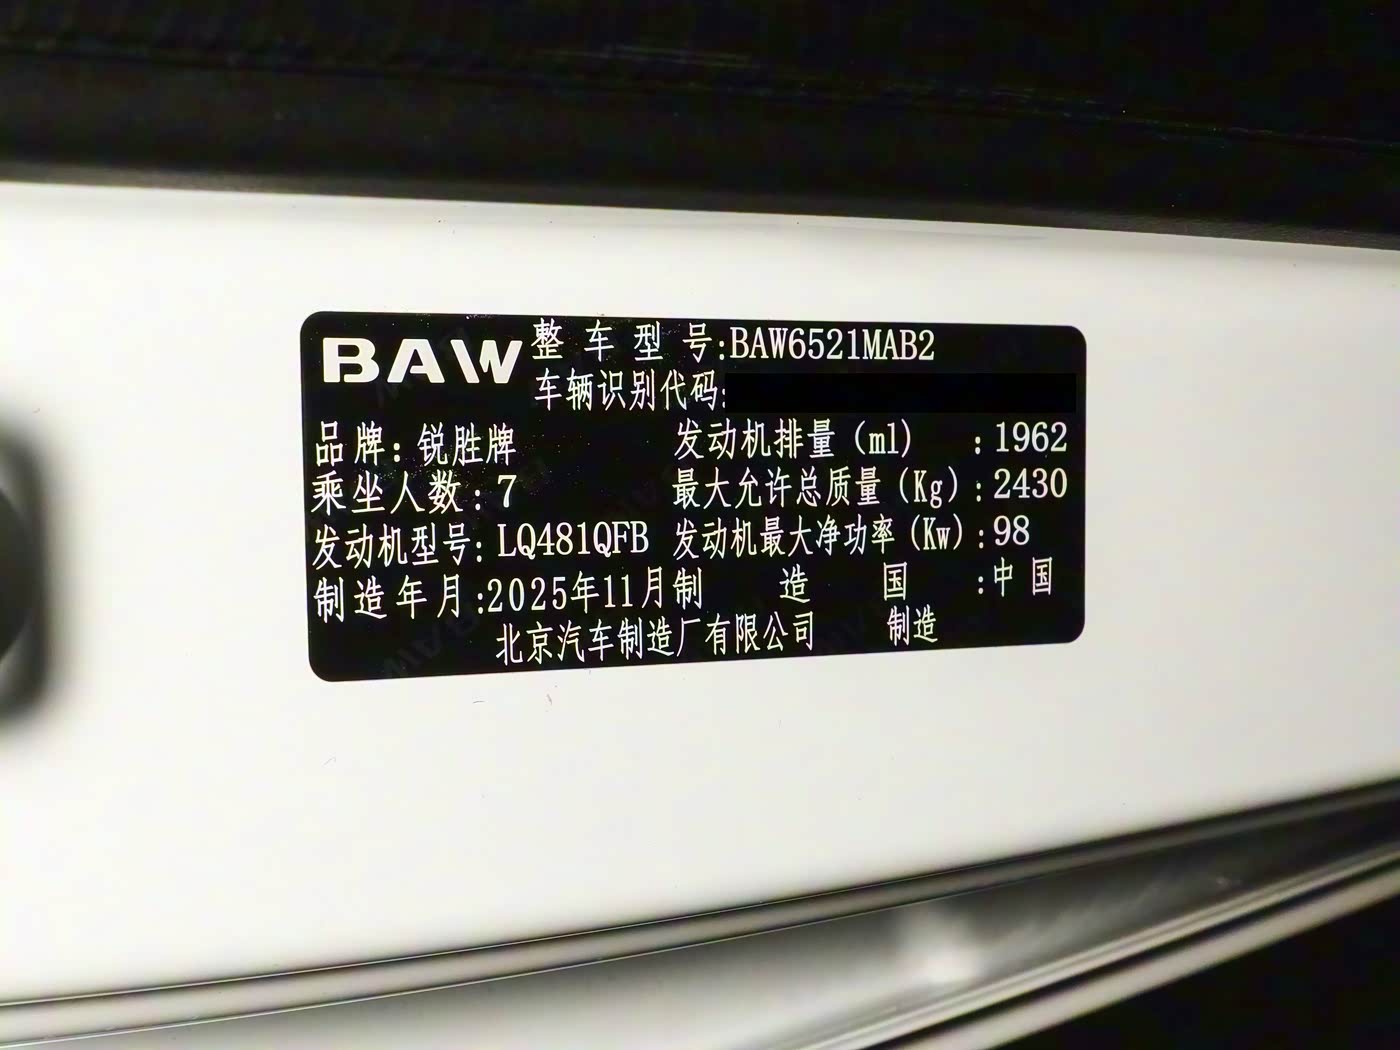 BAW 整车型号:BAW6521MAB2
车辆识别代码:
品牌:锐胜牌 发动机排量(ml):1962
乘坐人数:7 最大允许总质量(Kg):2430
发动机型号:LQ481QFB 发动机最大净功率(Kw):98
制造年月:2025年11月 制造国:中国
北京汽车制造厂有限公司 制造